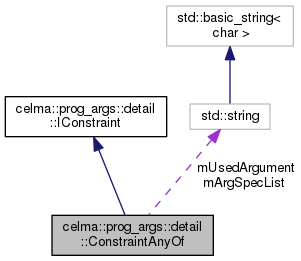 std::basic_string<
char >
celma::prog_args::detail
::IConstraint
std::string
mUsedArgument
mArgSpecList
celma::prog_args::detail
::ConstraintAnyOf